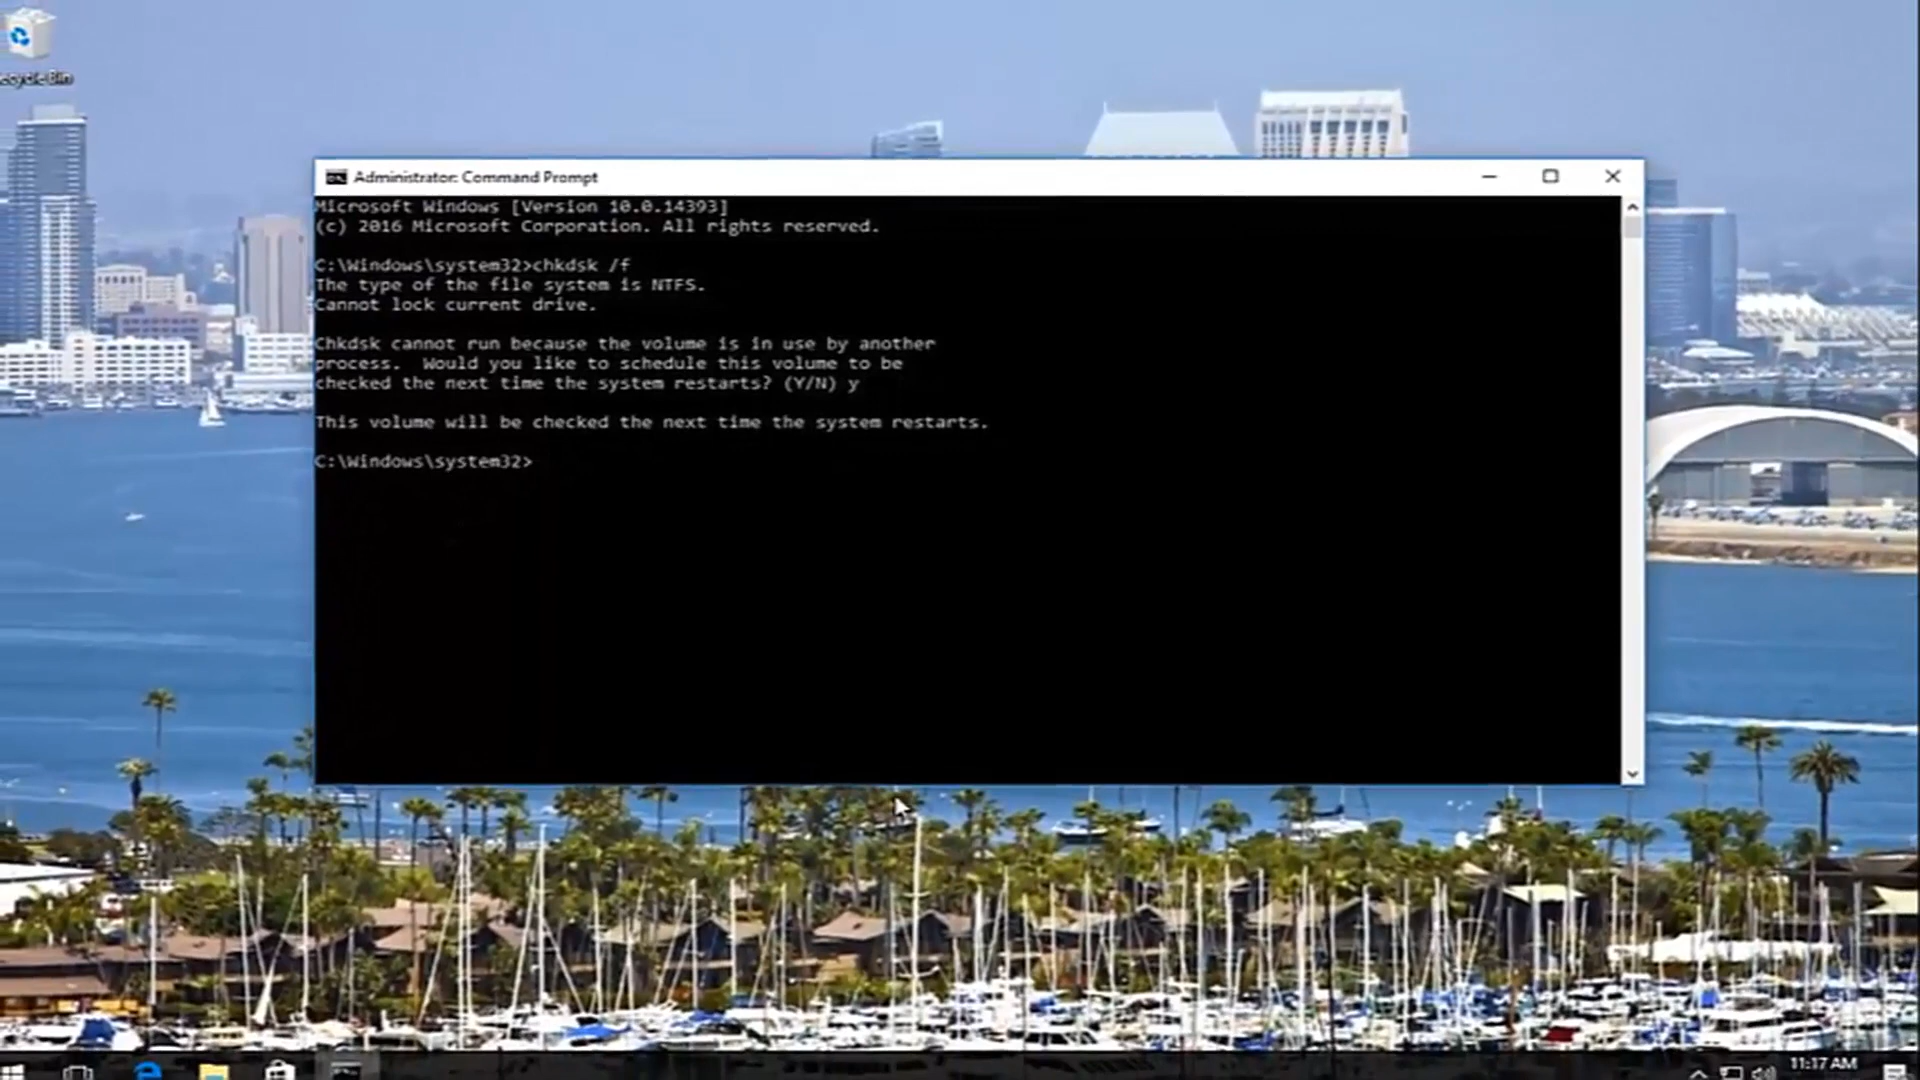 ecycle Bin
Administrator: Command Prompt
Microsoft Windows [Version 10.0.14393]
(c) 2016 Microsoft Corporation. All rights reserved.
C:\Windows\system32>chkdsk /f
The type of the file system is NTFS.
Cannot lock current drive.
Chkdsk cannot run because the volume is in use by another
process.  Would you like to schedule this volume to be
checked the next time the system restarts? (Y/N) y
This volume will be checked the next time the system restarts.
C:\Windows\system32>
11:17 AM